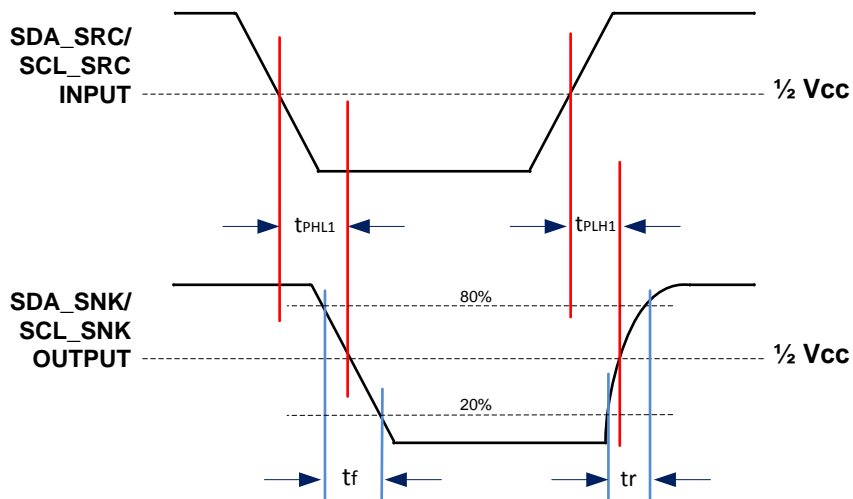 SDA_SRC/
SCL_SRC
INPUT
½ Vcc
tPHL1
tPLH1
SDA_SNK/
SCL_SNK
OUTPUT
80%
½ Vcc
20%
tf
tr